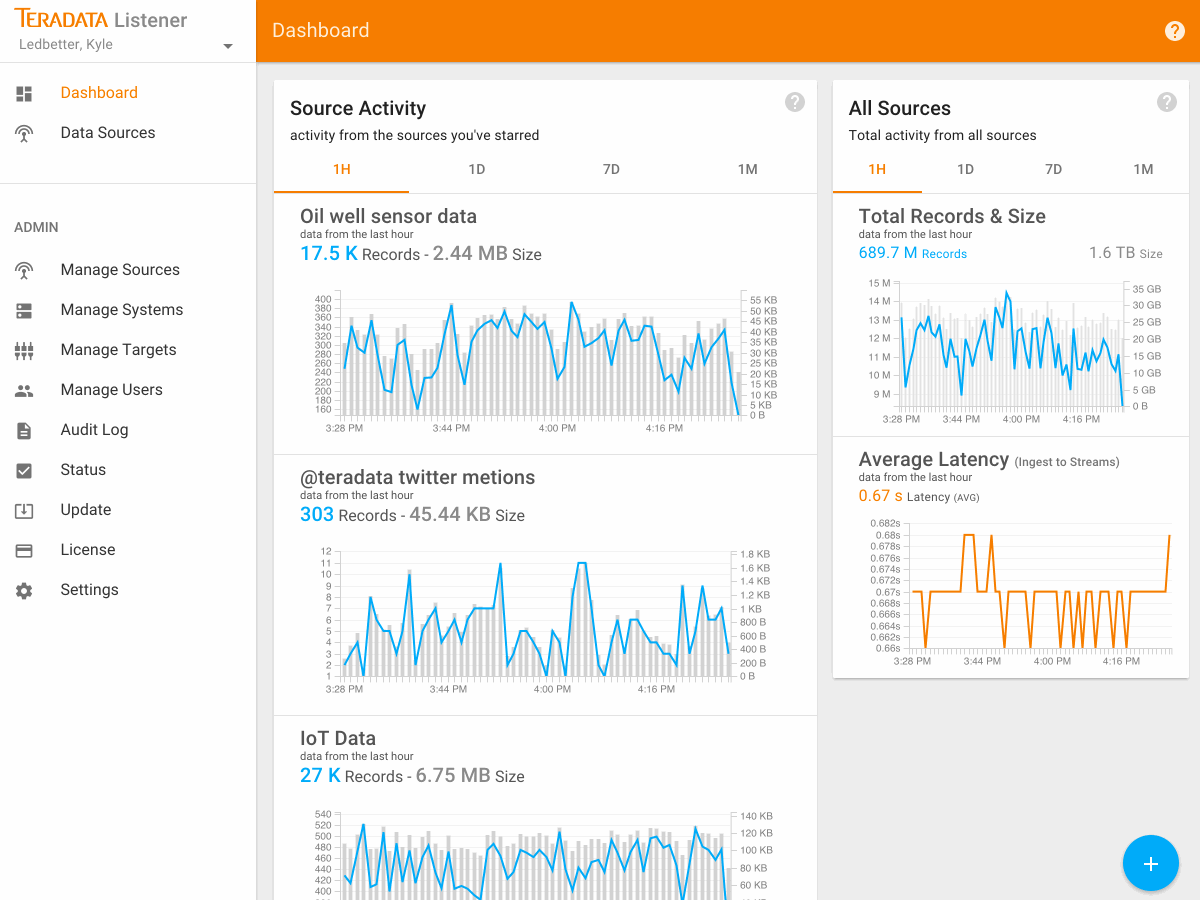 TERADATA Listener
Ledbetter, Kyle
Dashboard
Data Sources
ADMIN
Manage Sources
Manage Systems
Manage Targets
Manage Users
Audit Log
Status
Update
License
Settings
Dashboard
?
Source Activity
?
activity from the sources you've starred
1H 1D 7D 1M
Oil well sensor data
data from the last hour
17.5 K Records - 2.44 MB Size
400
380
360
340
320
300
280
260
240
220
200
180
160
55 KB
50 KB
45 KB
40 KB
35 KB
30 KB
25 KB
20 KB
15 KB
10 KB
5 KB
0 B
3:28 PM 3:44 PM 4:00 PM 4:16 PM
@teradata twitter metions
data from the last hour
303 Records - 45.44 KB Size
12
11
10
9
8
7
6
5
4
3
2
1
1.8 KB
1.6 KB
1.4 KB
1.2 KB
1 KB
800 B
600 B
400 B
200 B
0 B
3:28 PM 3:44 PM 4:00 PM 4:16 PM
IoT Data
data from the last hour
27 K Records - 6.75 MB Size
540
520
500
480
460
440
420
400
140 KB
120 KB
100 KB
80 KB
60 KB
All Sources
?
Total activity from all sources
1H 1D 7D 1M
Total Records & Size
data from the last hour
689.7 M Records 1.6 TB Size
15 M
14 M
13 M
12 M
11 M
10 M
9 M
35 GB
30 GB
25 GB
20 GB
15 GB
10 GB
5 GB
0 B
3:28 PM 3:44 PM 4:00 PM 4:16 PM
Average Latency (Ingest to Streams)
data from the last hour
0.67 s Latency (AVG)
0.682s
0.68s
0.678s
0.676s
0.674s
0.672s
0.67s
0.668s
0.666s
0.664s
0.662s
0.66s
3:28 PM 3:44 PM 4:00 PM 4:16 PM
+